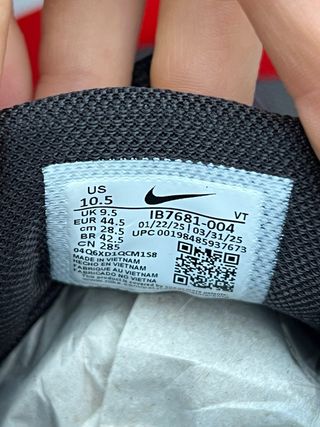 US
10.5
UK 9.5
EUR 44.5
cm 28.5
BR 42.5
CN 285
IB7681-004 VT
01/22/25 | 03/31/25
UPC 00198485937673
04Q6XD1QCM1S8
MADE IN VIETNAM
HECHO EN VIETNAM
FABRIQUE AU VIETNAM
FABRICADO NO VIETNAM